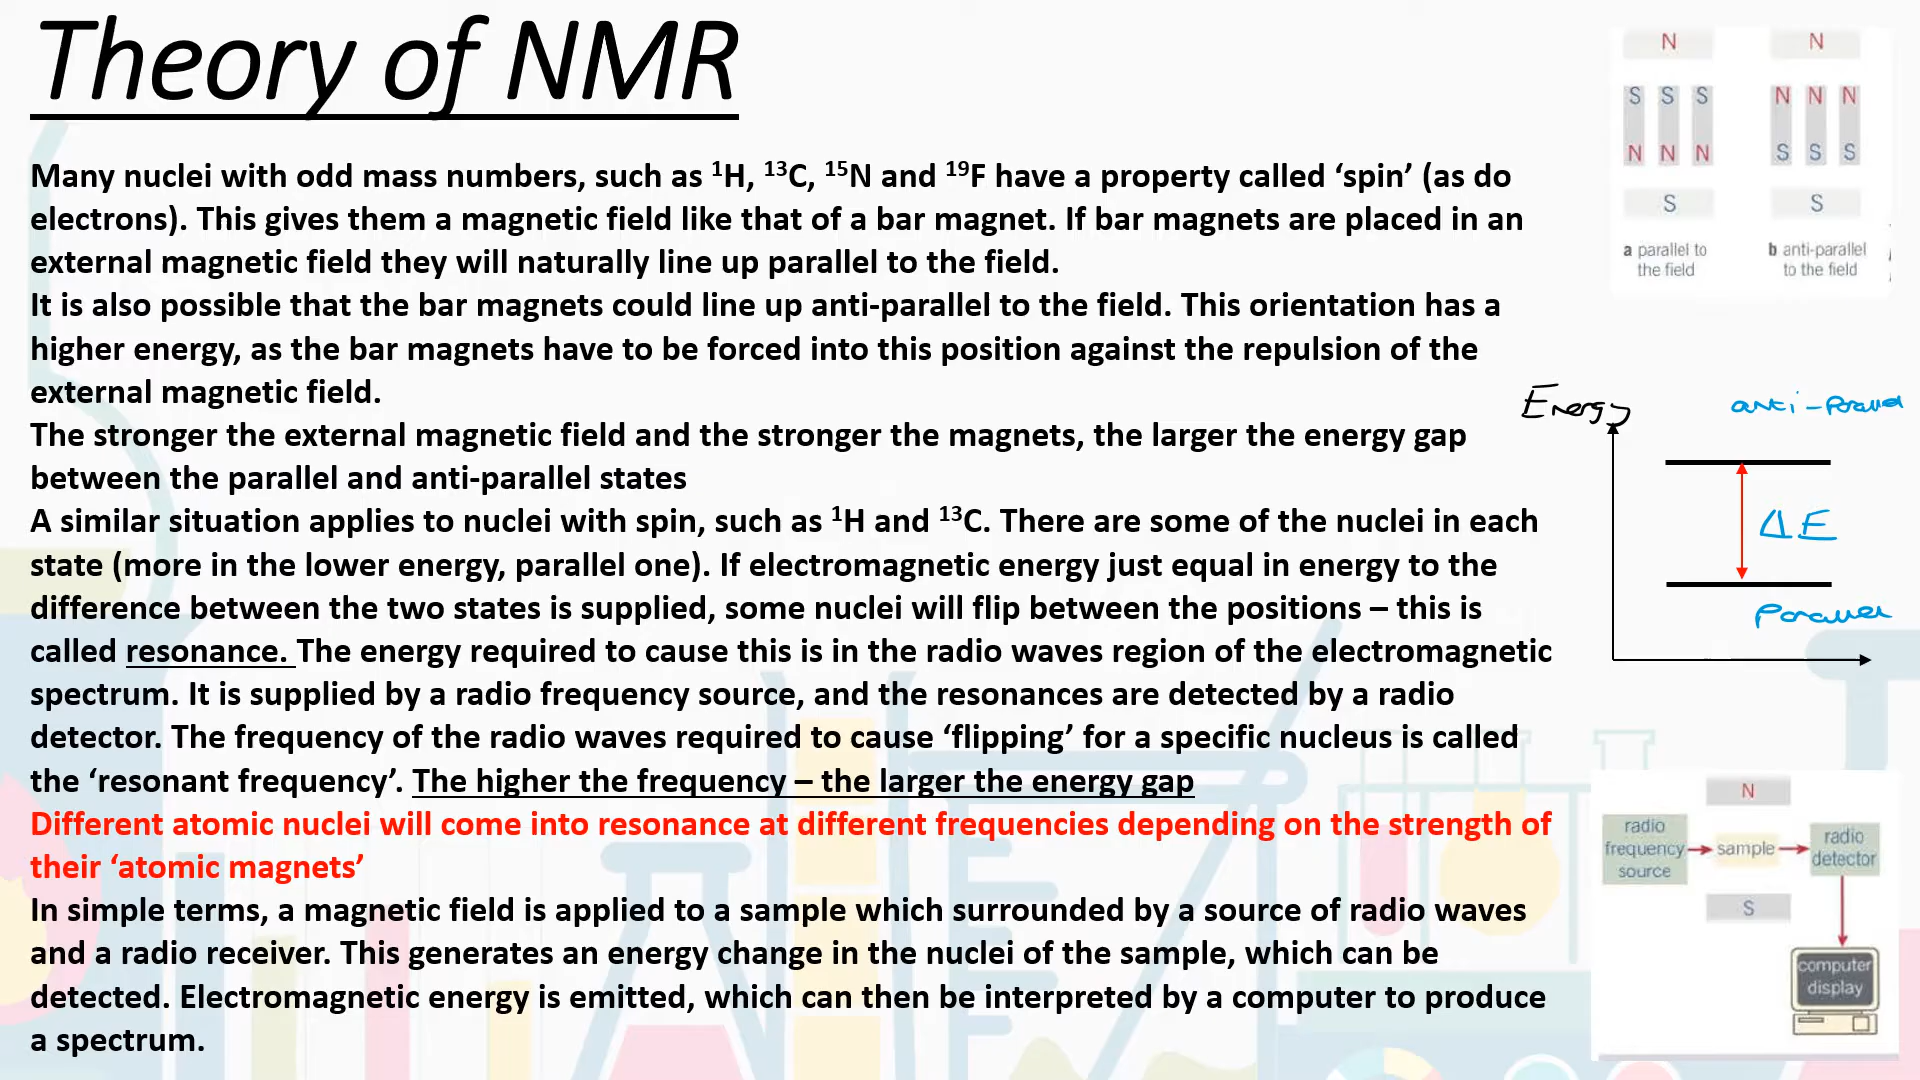 Theory of NMR
Many nuclei with odd mass numbers, such as ¹H, ¹³C, ¹⁵N and ¹⁹F have a property called ‘spin’ (as do
electrons). This gives them a magnetic field like that of a bar magnet. If bar magnets are placed in an
external magnetic field they will naturally line up parallel to the field.
It is also possible that the bar magnets could line up anti-parallel to the field. This orientation has a
higher energy, as the bar magnets have to be forced into this position against the repulsion of the
external magnetic field.
The stronger the external magnetic field and the stronger the magnets, the larger the energy gap
between the parallel and anti-parallel states
A similar situation applies to nuclei with spin, such as ¹H and ¹³C. There are some of the nuclei in each
state (more in the lower energy, parallel one). If electromagnetic energy just equal in energy to the
difference between the two states is supplied, some nuclei will flip between the positions – this is
called resonance. The energy required to cause this is in the radio waves region of the electromagnetic
spectrum. It is supplied by a radio frequency source, and the resonances are detected by a radio
detector. The frequency of the radio waves required to cause ‘flipping’ for a specific nucleus is called
the ‘resonant frequency’. The higher the frequency – the larger the energy gap
Different atomic nuclei will come into resonance at different frequencies depending on the strength of
their ‘atomic magnets’
In simple terms, a magnetic field is applied to a sample which surrounded by a source of radio waves
and a radio receiver. This generates an energy change in the nuclei of the sample, which can be
detected. Electromagnetic energy is emitted, which can then be interpreted by a computer to produce
a spectrum.
N
S S S
N N N
S
a parallel to
the field
N
N N N
S S S
S
b anti-parallel
to the field
Energy
anti-parallel
ΔE
Parallel
N
radio
frequency
source
sample
radio
detector
S
computer
display